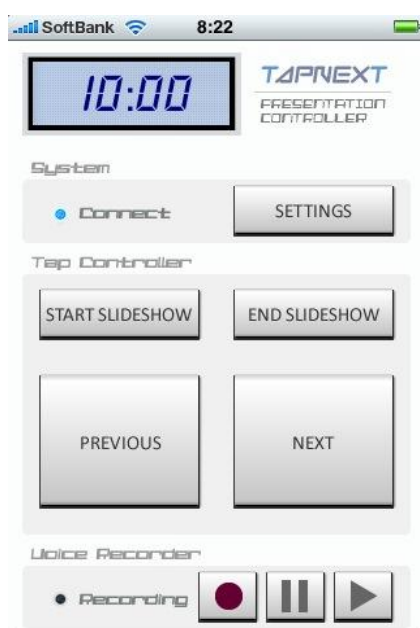 SoftBank 8:22
10:00
TAPNEXT
PRESENTATION
CONTROLLER
System
Connect
SETTINGS
Tap Controller
START SLIDESHOW
END SLIDESHOW
PREVIOUS
NEXT
Voice Recorder
Recording